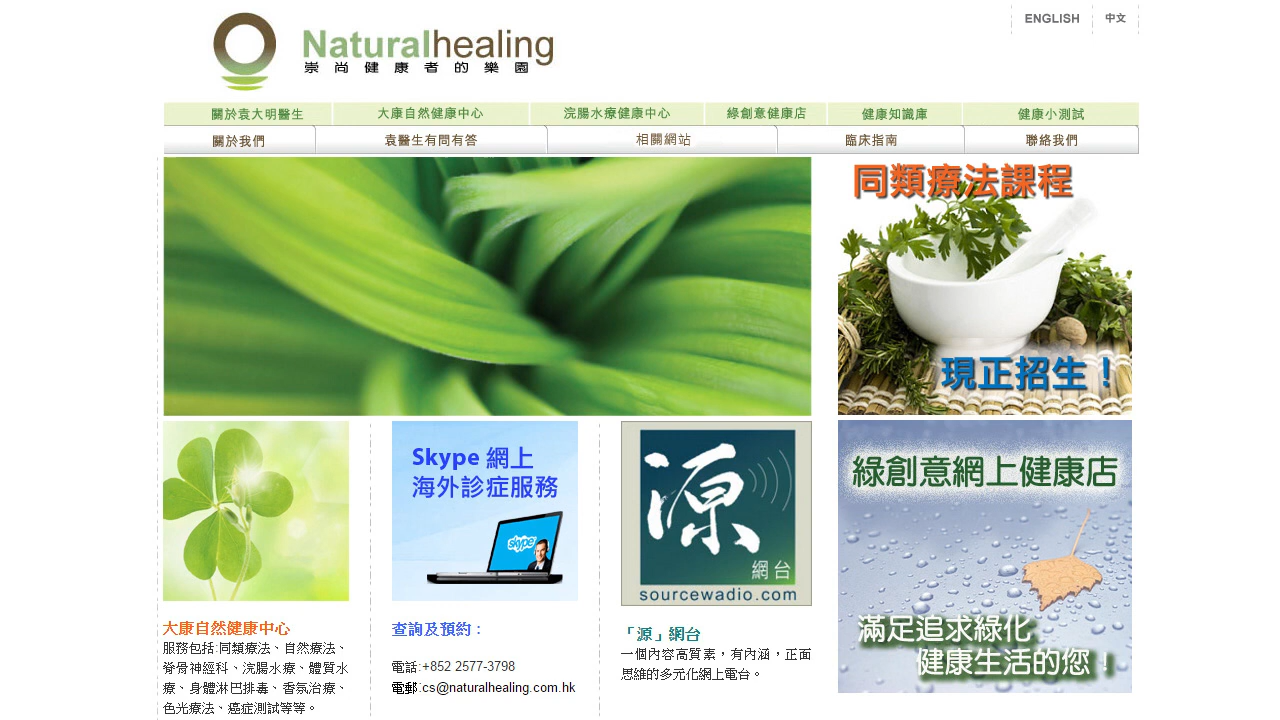 ENGLISH 中文
Naturalhealing
崇尚健康者的樂園
關於袁大明醫生 大康自然健康中心 浣腸水療健康中心 綠創意健康店 健康知識庫 健康小測試
關於我們 袁醫生有問有答 相關網站 臨床指南 聯絡我們
同類療法課程
現正招生！
Skype 網上
海外診症服務
skype
源
網台
sourcewadio.com
綠創意網上健康店
滿足追求綠化
健康生活的您！
大康自然健康中心
服務包括:同類療法、自然療法、
脊骨神經科、浣腸水療、體質水
療、身體淋巴排毒、香氛治療、
色光療法、癌症測試等等。
查詢及預約：
電話:+852 2577-3798
電郵:cs@naturalhealing.com.hk
「源」網台
一個內容高質素，有內涵，正面
思維的多元化網上電台。